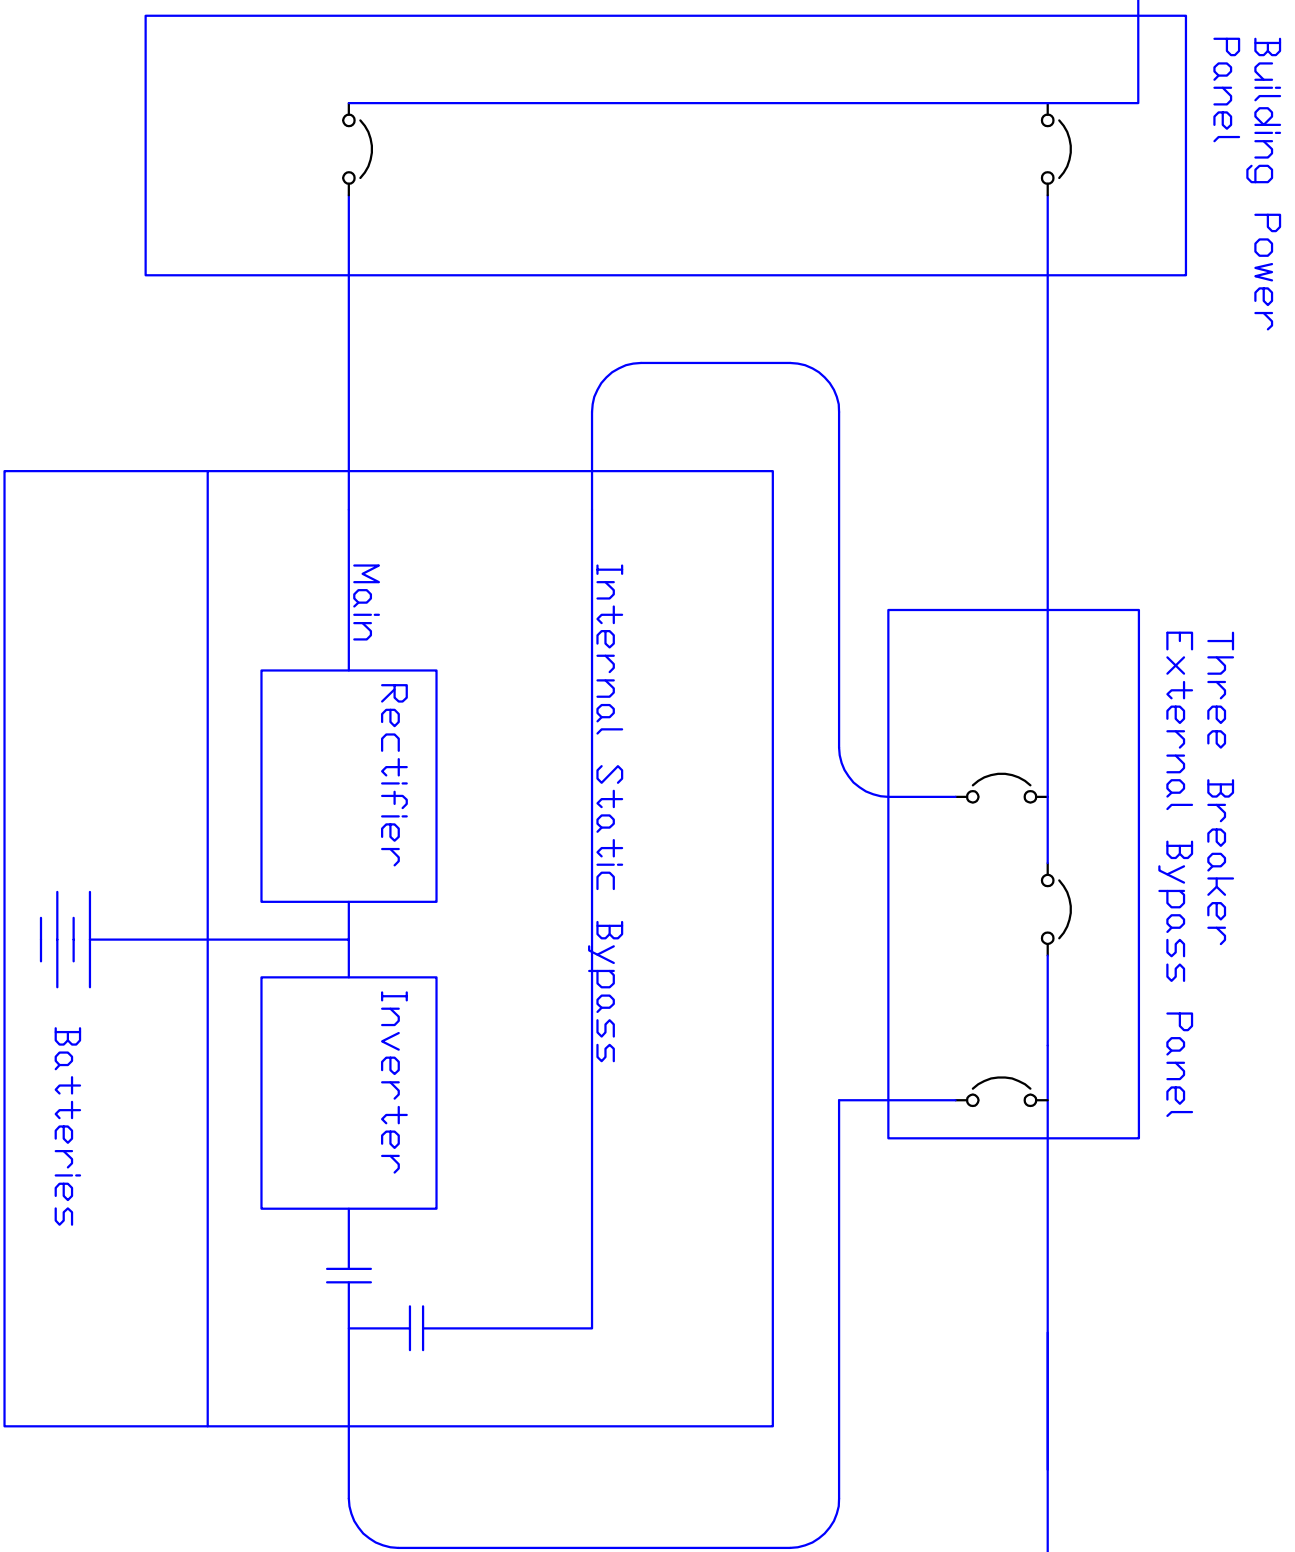 Building Power
Panel
Three Breaker
External Bypass Panel
Internal Static Bypass
Main
Rectifier
Inverter
Batteries